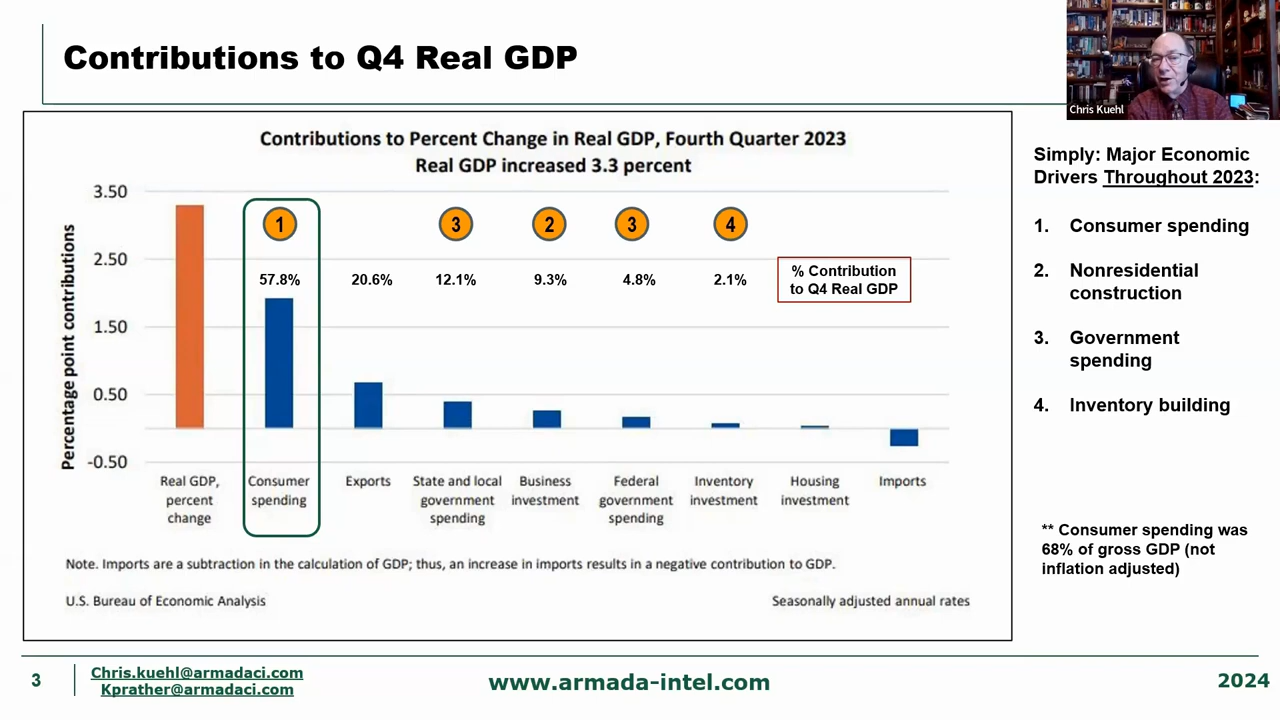 Contributions to Q4 Real GDP
Chris Kuehl
Contributions to Percent Change in Real GDP, Fourth Quarter 2023
Real GDP increased 3.3 percent
Percentage point contributions
3.50
2.50
1.50
0.50
-0.50
1
3
2
3
4
57.8%
20.6%
12.1%
9.3%
4.8%
2.1%
% Contribution
to Q4 Real GDP
Real GDP,
percent
change
Consumer
spending
Exports
State and local
government
spending
Business
investment
Federal
government
spending
Inventory
investment
Housing
investment
Imports
Note. Imports are a subtraction in the calculation of GDP; thus, an increase in imports results in a negative contribution to GDP.
U.S. Bureau of Economic Analysis
Seasonally adjusted annual rates
Simply: Major Economic
Drivers Throughout 2023:
1. Consumer spending
2. Nonresidential
construction
3. Government
spending
4. Inventory building
** Consumer spending was
68% of gross GDP (not
inflation adjusted)
3
Chris.kuehl@armadaci.com
Kprather@armadaci.com
www.armada-intel.com
2024